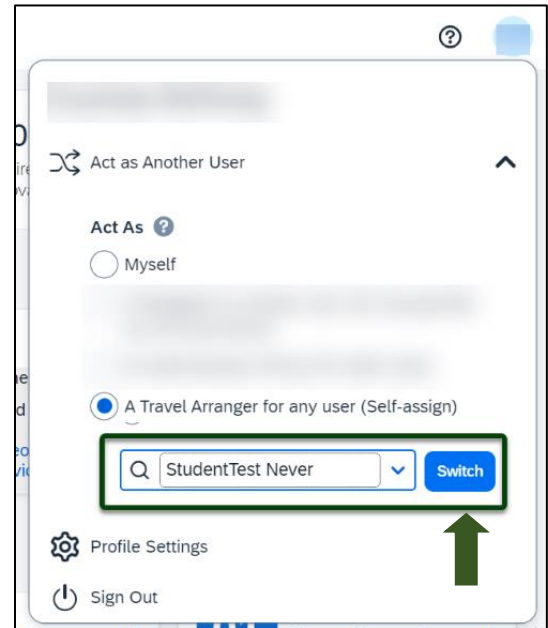 Act as Another User
Act As
Myself
A Travel Arranger for any user (Self-assign)
StudentTest Never
Switch
Profile Settings
Sign Out